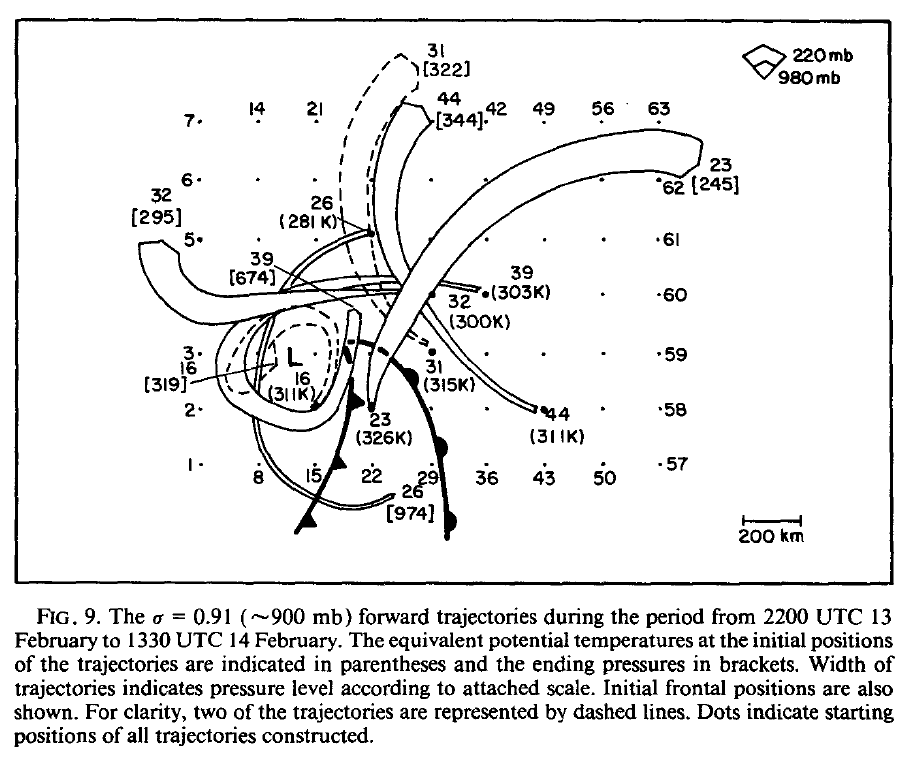 31
[322]
220 mb
980 mb
44
[344]
7 14 21 42 49 56 63
23
[245]
6 62
32
[295]
26
(281K)
5 61
39
[674]
39
(303K)
32
(300K)
60
3 L 59
16
[319]
16
(311K)
31
(315K)
2 58
23
(326K)
44
(311K)
1 8 15 22 29 36 43 50 57
26
[974]
200 km
FIG. 9. The σ = 0.91 (~900 mb) forward trajectories during the period from 2200 UTC 13
February to 1330 UTC 14 February. The equivalent potential temperatures at the initial positions
of the trajectories are indicated in parentheses and the ending pressures in brackets. Width of
trajectories indicates pressure level according to attached scale. Initial frontal positions are also
shown. For clarity, two of the trajectories are represented by dashed lines. Dots indicate starting
positions of all trajectories constructed.